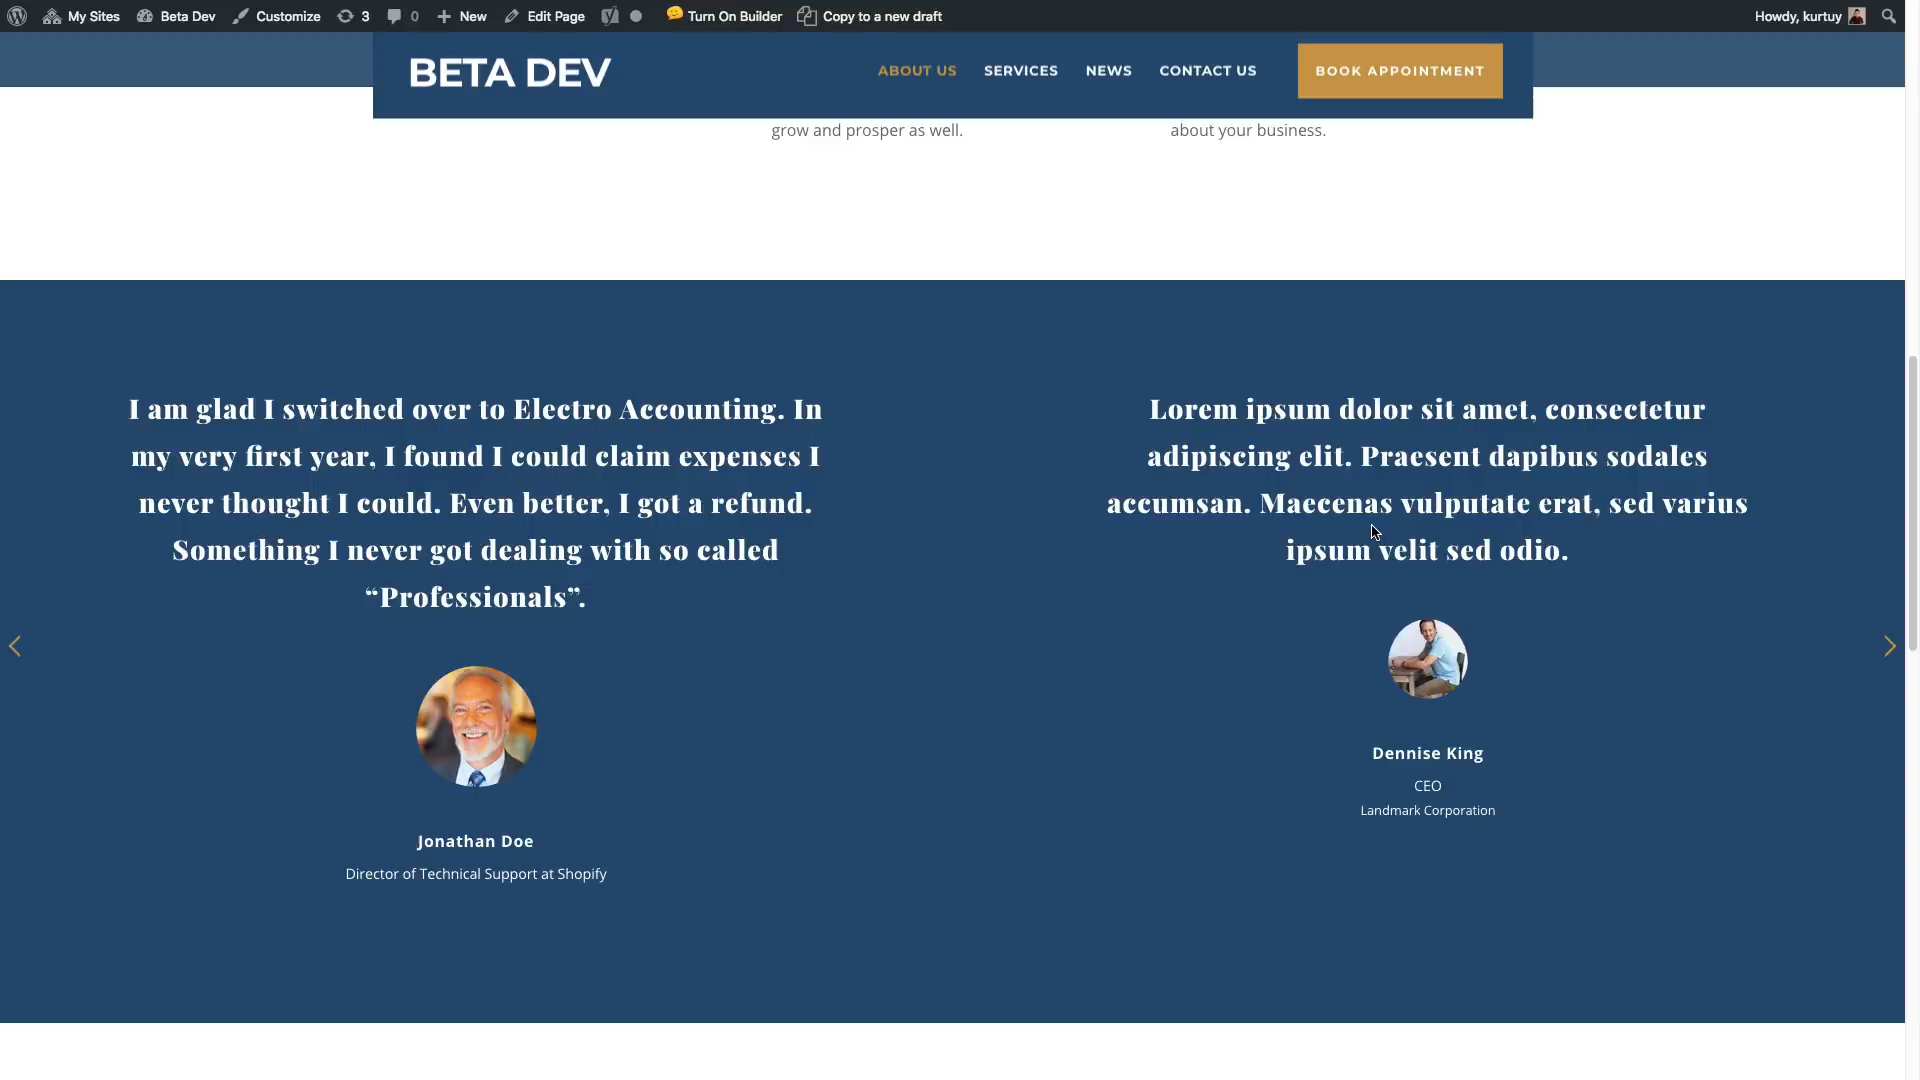 My Sites Beta Dev Customize 3 0 New Edit Page Turn On Builder Copy to a new draft Howdy, kurtuy
BETA DEV ABOUT US SERVICES NEWS CONTACT US BOOK APPOINTMENT
grow and prosper as well.
about your business.
I am glad I switched over to Electro Accounting. In
my very first year, I found I could claim expenses I
never thought I could. Even better, I got a refund.
Something I never got dealing with so called
“Professionals”.
Jonathan Doe
Director of Technical Support at Shopify
Lorem ipsum dolor sit amet, consectetur
adipiscing elit. Praesent dapibus sodales
accumsan. Maecenas vulputate erat, sed varius
ipsum velit sed odio.
Dennise King
CEO
Landmark Corporation